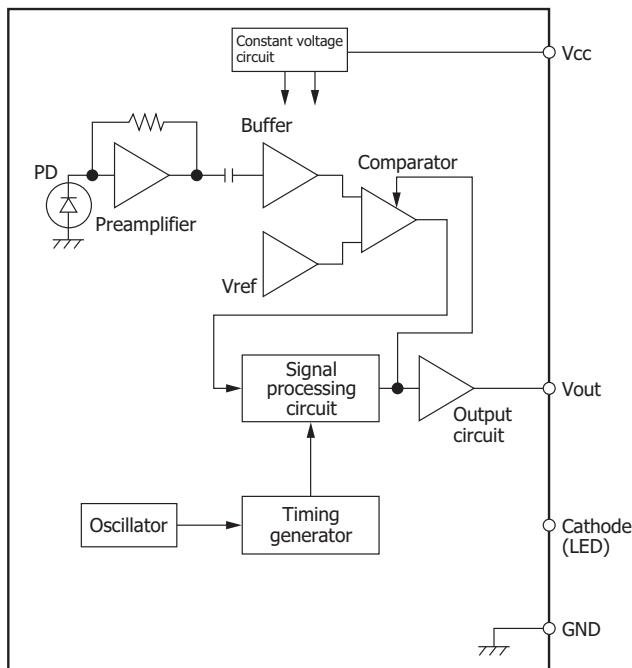 Constant voltage
circuit
Vcc
Buffer
PD
Comparator
Preamplifier
Vref
Signal
processing
circuit
Vout
Output
circuit
Oscillator
Timing
generator
Cathode
(LED)
GND